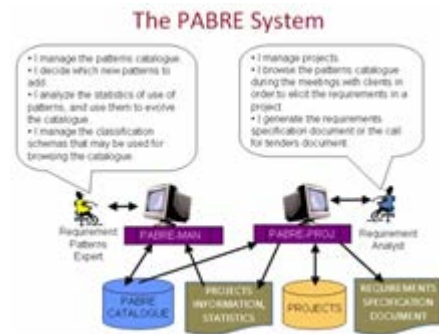 The PABRE System
• I manage the patterns catalogue
• I decide which new patterns to
add.
• I analyze the statistics of use of
patterns, and use them to evolve
the catalogue
• I manage the classification
schemas that may be used for
browsing the catalogue
• I manage projects
• I browse the patterns catalogue
during the meetings with clients in
order to elicit the requirements in a
project
• I generate the requirements
specification document or the call
for tenders document
Requirement
Patterns
Expert
PABRE-MAN
PABRE-PROJ
Requirement
Analyst
PABRE
CATALOGUE
PROJECTS
INFORMATION,
STATISTICS
PROJECTS
REQUIREMENTS
SPECIFICATION
DOCUMENT